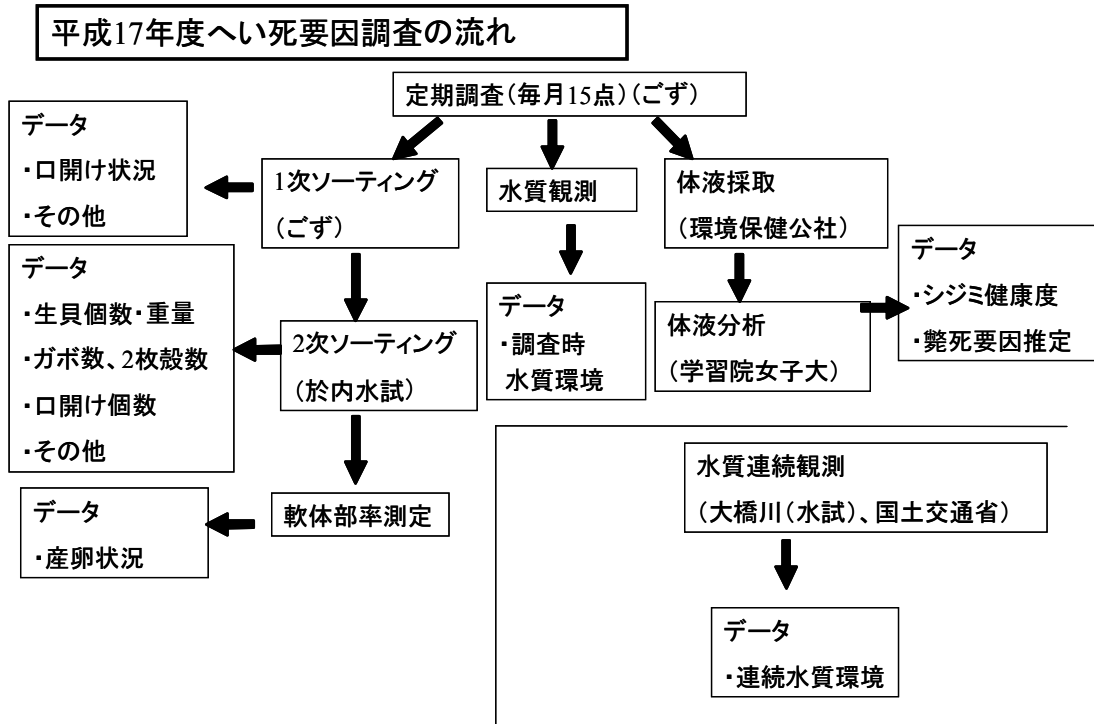 平成17年度へい死要因調査の流れ
定期調査(毎月15点)(ごず)
データ
・口開け状況
・その他
1次ソーティング
(ごず)
水質観測
体液採取
(環境保健公社)
データ
・生貝個数・重量
・ガボ数、2枚殻数
・口開け個数
・その他
2次ソーティング
(於内水試)
データ
・調査時
水質環境
体液分析
(学習院女子大)
データ
・シジミ健康度
・斃死要因推定
データ
・産卵状況
軟体部率測定
水質連続観測
(大橋川(水試)、国土交通省)
データ
・連続水質環境